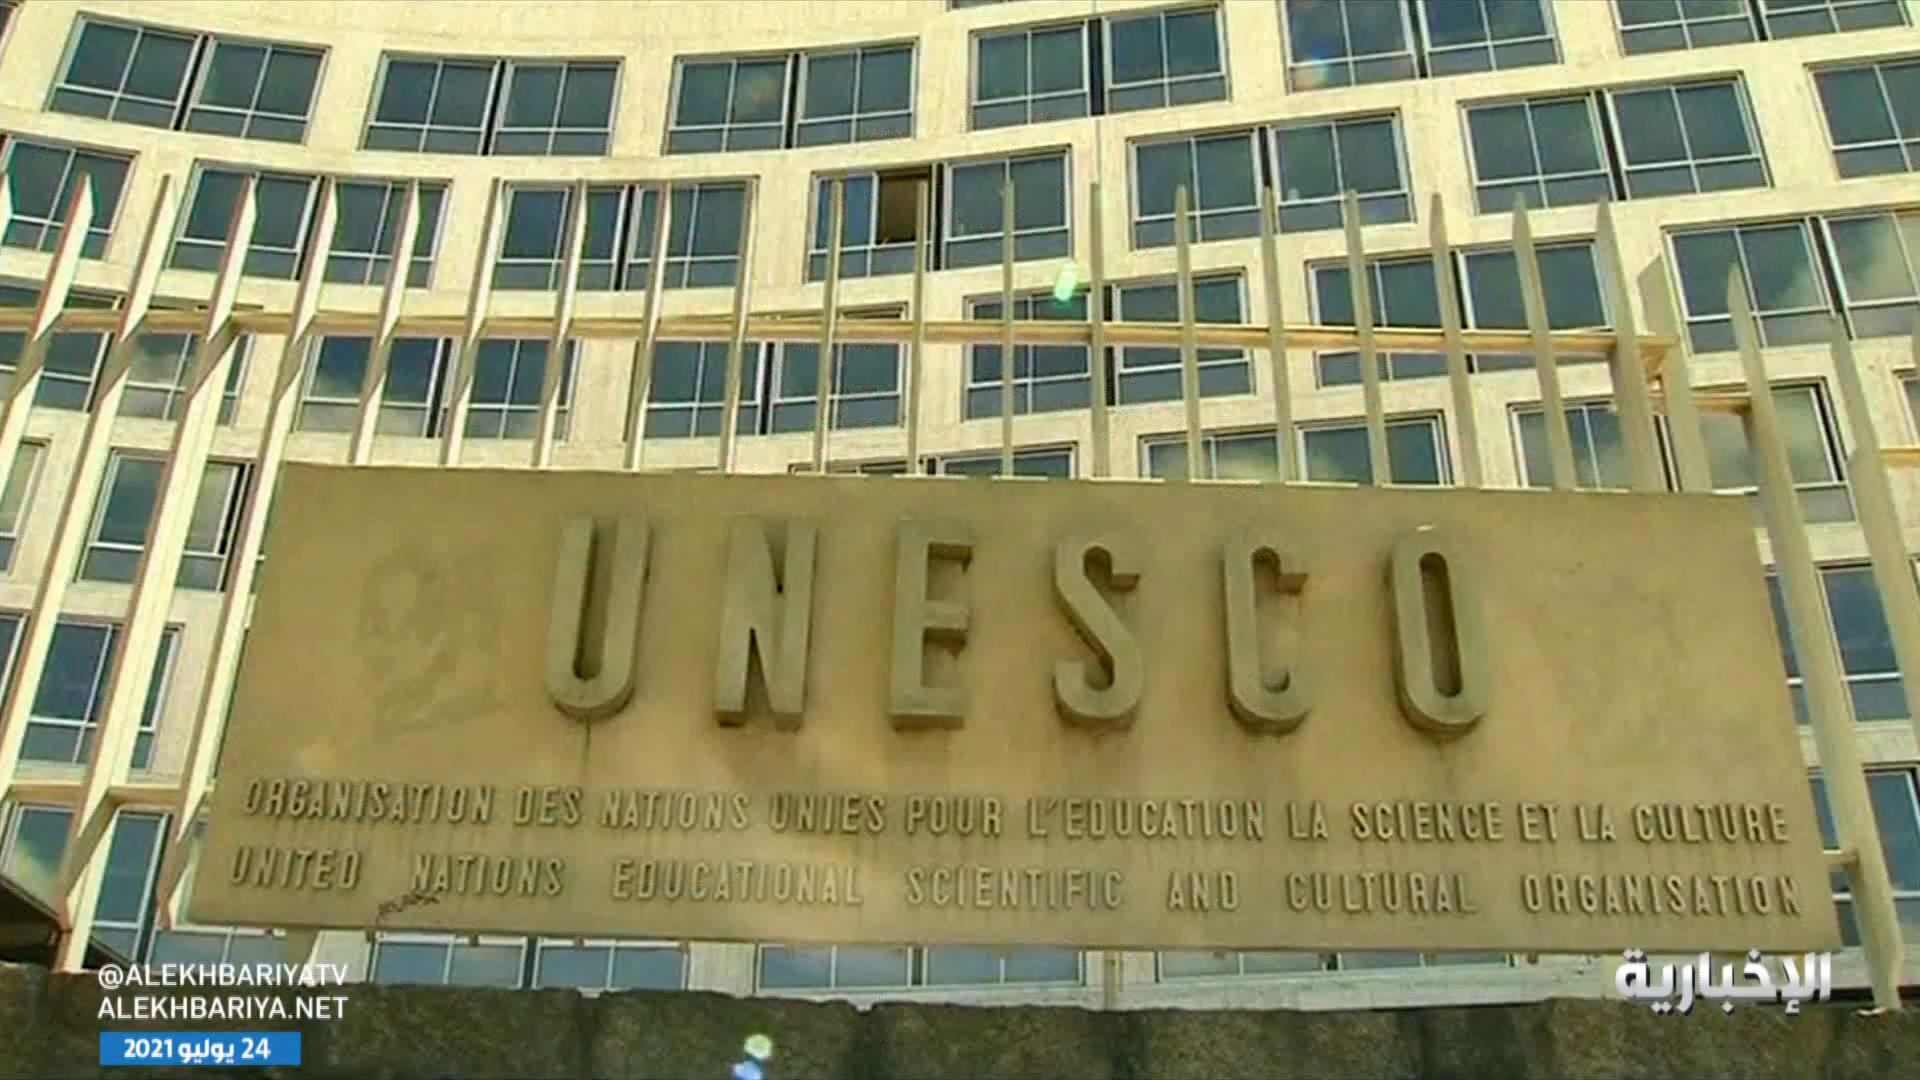 UNESCO
ORGANISATION DES NATIONS UNIES POUR L'EDUCATION LA SCIENCE ET LA CULTURE
UNITED NATIONS EDUCATIONAL SCIENTIFIC AND CULTURAL ORGANISATION
@ALEKHBARIYATV
ALEKHBARIYA.NET
24 يوليو 2021
الإخبارية